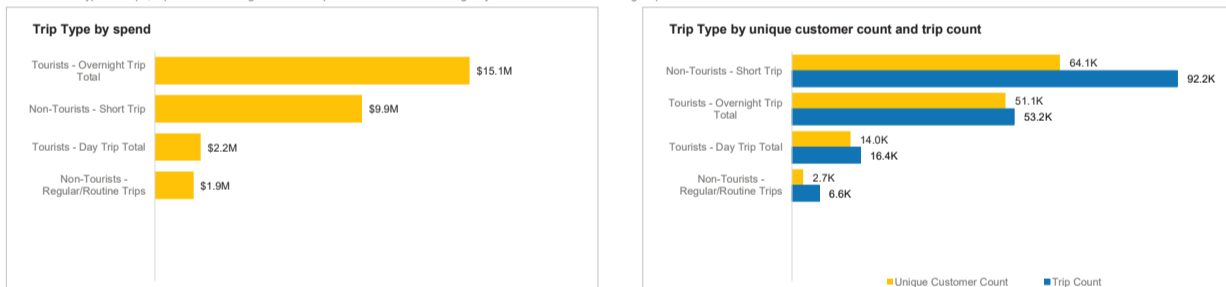 Trip Type by spend
Tourists - Overnight Trip
Total
$15.1M
Non-Tourists - Short Trip
$9.9M
Tourists - Day Trip Total
$2.2M
Non-Tourists -
Regular/Routine Trips
$1.9M
Trip Type by unique customer count and trip count
Non-Tourists - Short Trip
64.1K
92.2K
Tourists - Overnight Trip
Total
51.1K
53.2K
Tourists - Day Trip Total
14.0K
16.4K
Non-Tourists -
Regular/Routine Trips
2.7K
6.6K
Unique Customer Count
Trip Count